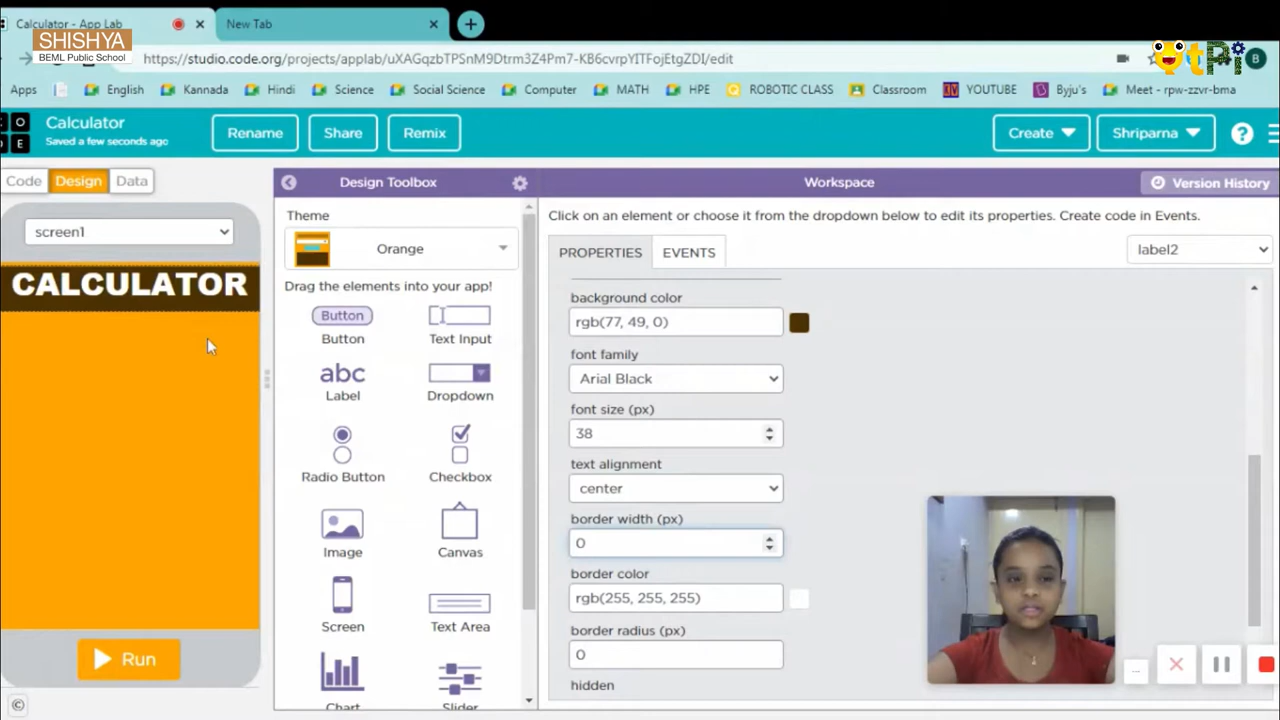 Calculator - App Lab
New Tab
SHISHYA
BEML Public School
https://studio.code.org/projects/applab/uXAGqzbTPSnM9Dtrm3Z4Pm7-KB6cvrpYITFojEtgZDI/edit
B
Apps
English
Kannada
Hindi
Science
Social Science
Computer
MATH
HPE
ROBOTIC CLASS
Classroom
YOUTUBE
Byju's
Meet - rpw-zzvr-bma
C O
D E
Calculator
Saved a few seconds ago
Rename
Share
Remix
Create
Shriparna
?
Code
Design
Data
Design Toolbox
Workspace
Version History
screen1
Theme
Orange
Click on an element or choose it from the dropdown below to edit its properties. Create code in Events.
PROPERTIES
EVENTS
label2
CALCULATOR
Drag the elements into your app!
Button
Button
Text Input
abc
Label
Dropdown
Radio Button
Checkbox
Image
Canvas
Screen
Text Area
Chart
Slider
background color
rgb(77, 49, 0)
font family
Arial Black
font size (px)
38
text alignment
center
border width (px)
0
border color
rgb(255, 255, 255)
border radius (px)
0
hidden
Run
©